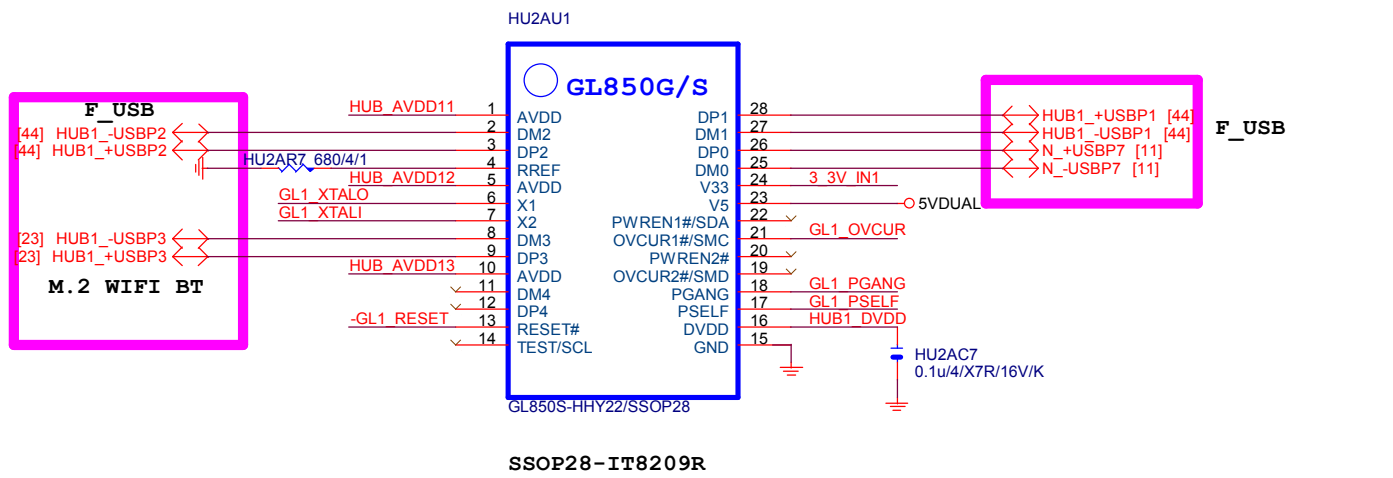 HU2AU1
GL850G/S
F_USB
[44] HUB1_-USBP2
[44] HUB1_+USBP2
HU2AR7 680/4/1
HUB_AVDD11
HUB_AVDD12
GL1_XTALO
GL1_XTALI
[23] HUB1_-USBP3
[23] HUB1_+USBP3
HUB_AVDD13
M.2 WIFI BT
-GL1_RESET
1 AVDD
2 DM2
3 DP2
4 RREF
5 AVDD
6 X1
7 X2
8 DM3
9 DP3
10 AVDD
11 DM4
12 DP4
13 RESET#
14 TEST/SCL
DP1 28
DM1 27
DP0 26
DM0 25
V33 24
V5 23
PWREN1#/SDA 22
OVCUR1#/SMC 21
PWREN2# 20
OVCUR2#/SMD 19
PGANG 18
PSELF 17
DVDD 16
GND 15
HUB1_+USBP1 [44]
HUB1_-USBP1 [44]
N_+USBP7 [11]
N_-USBP7 [11]
F_USB
3_3V_IN1
5VDUAL
GL1_OVCUR
GL1_PGANG
GL1_PSELF
HUB1_DVDD
HU2AC7
0.1u/4/X7R/16V/K
GL850S-HHY22/SSOP28
SSOP28-IT8209R